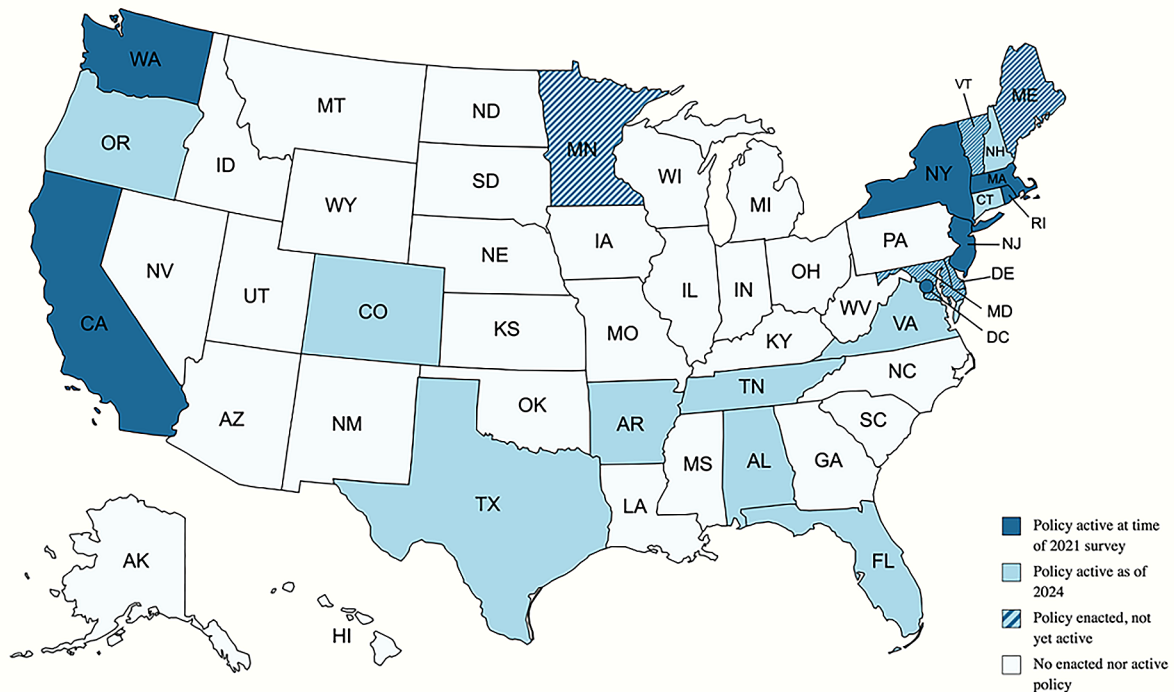 WA
MT
ND
MN
VT
ME
OR
ID
WY
SD
WI
MI
NY
NH
MA
CT
RI
NV
UT
CO
NE
IA
IL
IN
OH
PA
NJ
DE
MD
DC
CA
KS
MO
KY
WV
VA
AZ
NM
OK
AR
TN
NC
SC
TX
LA
MS
AL
GA
FL
AK
HI
Policy active at time
of 2021 survey
Policy active as of
2024
Policy enacted, not
yet active
No enacted nor active
policy